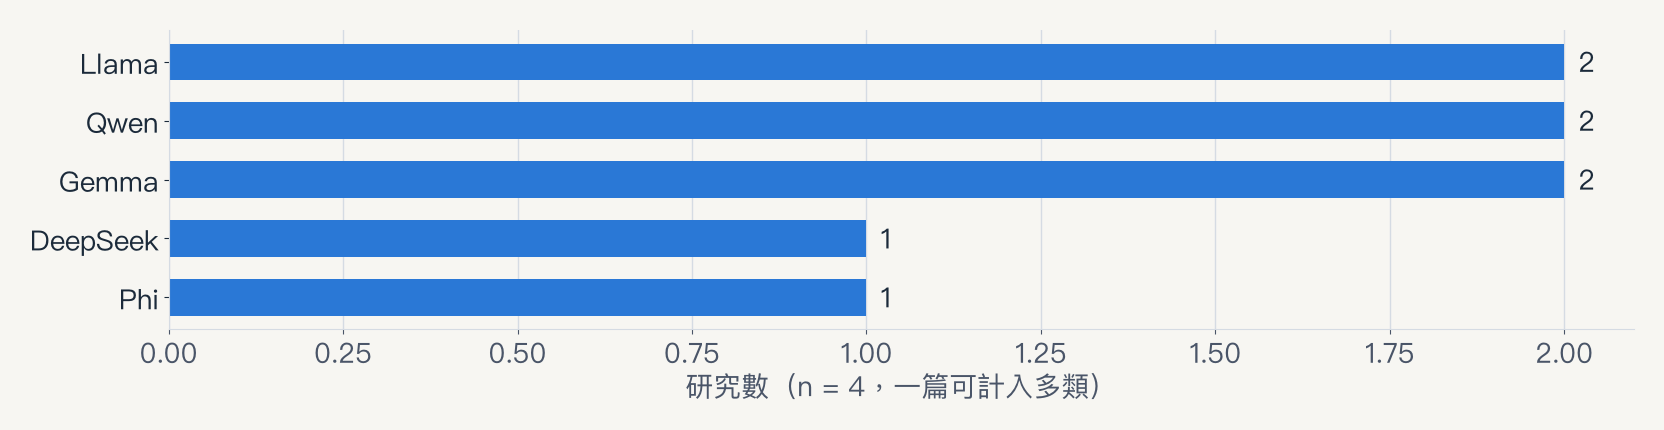 Llama 2
Qwen 2
Gemma 2
DeepSeek 1
Phi 1
0.00 0.25 0.50 0.75 1.00 1.25 1.50 1.75 2.00
研究數（n = 4，一篇可計入多類）